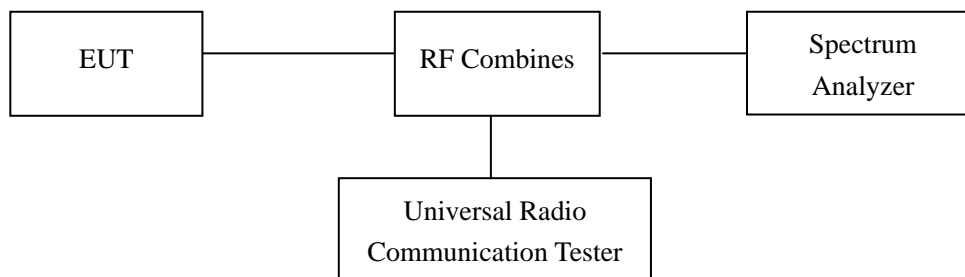 EUT
RF Combines
Spectrum
Analyzer
Universal Radio
Communication Tester